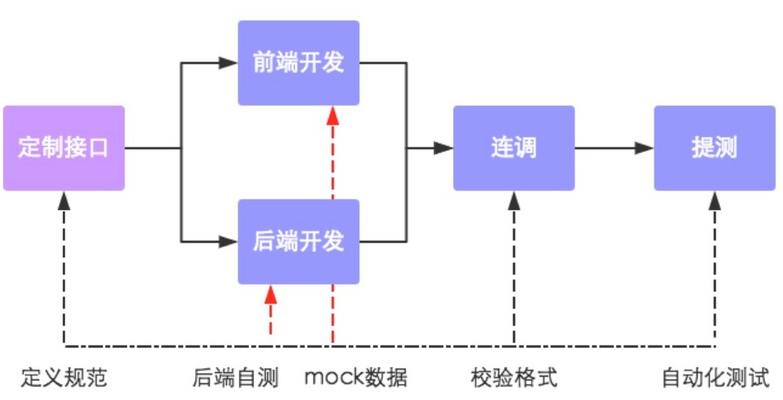 前端开发
定制接口
连调
提测
后端开发
定义规范
后端自测
mock数据
校验格式
自动化测试